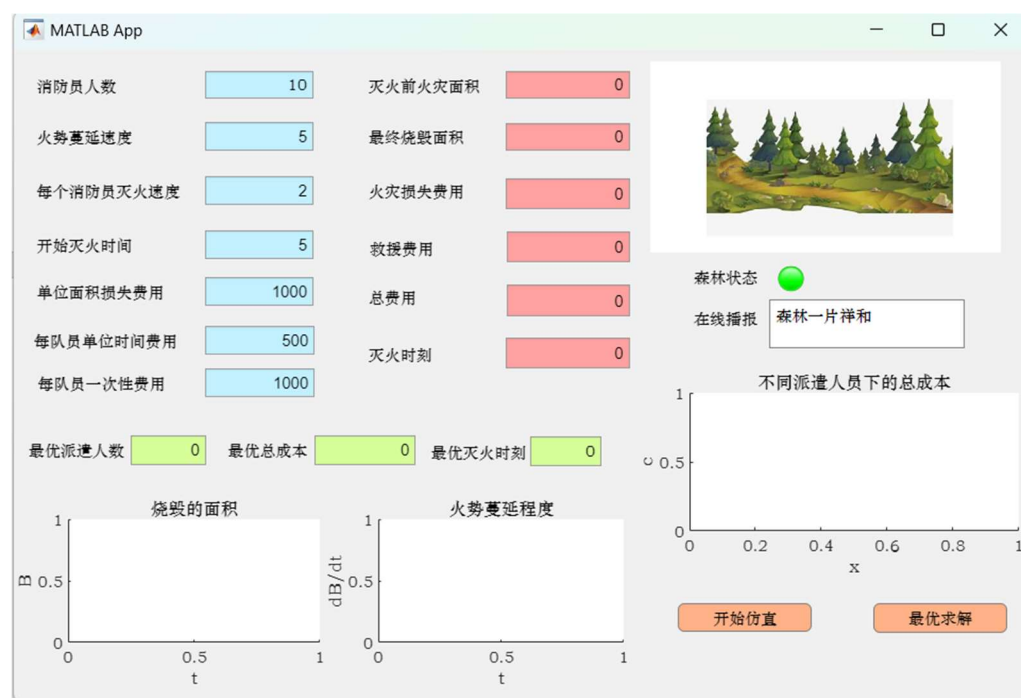 MATLAB App
消防员人数 10
火势蔓延速度 5
每个消防员灭火速度 2
开始灭火时间 5
单位面积损失费用 1000
每队员单位时间费用 500
每队员一次性费用 1000
灭火前火灾面积 0
最终烧毁面积 0
火灾损失费用 0
救援费用 0
总费用 0
灭火时刻 0
森林状态
在线播报 森林一片祥和
最优派遣人数 0 最优总成本 0 最优灭火时刻 0
烧毁的面积
1
0.5
0
B
0 0.5 1
t
火势蔓延程度
1
0.5
0
dB/dt
0 0.5 1
t
不同派遣人员下的总成本
1
0.5
0
c
0 0.2 0.4 0.6 0.8 1
x
开始仿真 最优求解